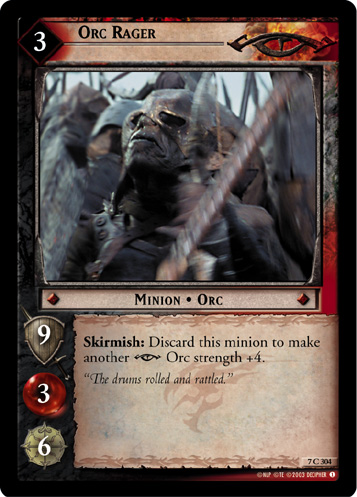 3
ORC RAGER
MINION • ORC
9
3
6
Skirmish: Discard this minion to make
another Orc strength +4.
"The drums rolled and rattled."
7 C 304
©NLP ©TE ©2003 DECIPHER